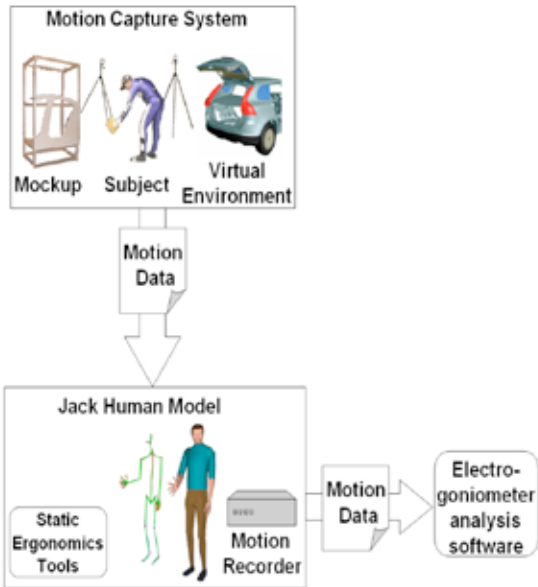 Motion Capture System
Mockup
Subject
Virtual
Environment
Motion
Data
Jack Human Model
Static
Ergonomics
Tools
Motion
Recorder
Motion
Data
Electro-
goniometer
analysis
software